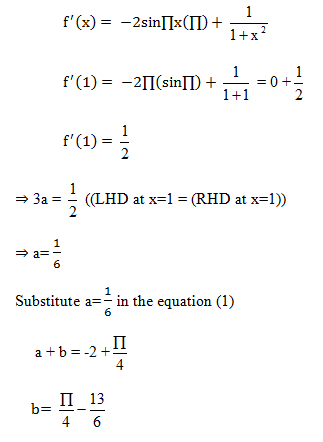 f'(x) = −2sin∏x(∏) + 1/(1+x²)
f'(1) = −2∏(sin∏) + 1/(1+1) = 0 + 1/2
f'(1) = 1/2
⇒ 3a = 1/2 ((LHD at x=1 = (RHD at x=1))
⇒ a= 1/6
Substitute a= 1/6 in the equation (1)
a + b = -2 + ∏/4
b= ∏/4 − 13/6